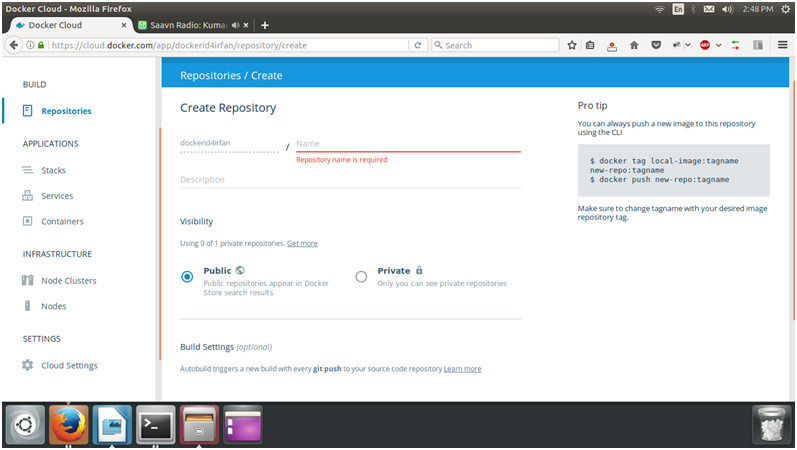 Docker Cloud - Mozilla Firefox
En
2:48 PM
Docker Cloud
Saavn Radio: Kuma
https://cloud.docker.com/app/dockerid4irfan/repository/create
Search
ABP
BUILD
Repositories
APPLICATIONS
Stacks
Services
Containers
INFRASTRUCTURE
Node Clusters
Nodes
SETTINGS
Cloud Settings
Repositories / Create
Create Repository
dockerid4irfan / Name
Repository name is required
Description
Visibility
Using 0 of 1 private repositories. Get more
Public
Public repositories appear in Docker
Store search results
Private
Only you can see private repositories
Build Settings (optional)
Autobuild triggers a new build with every git push to your source code repository Learn more
Pro tip
You can always push a new image to this repository
using the CLI
$ docker tag local-image:tagname
new-repo:tagname
$ docker push new-repo:tagname
Make sure to change tagname with your desired image
repository tag.